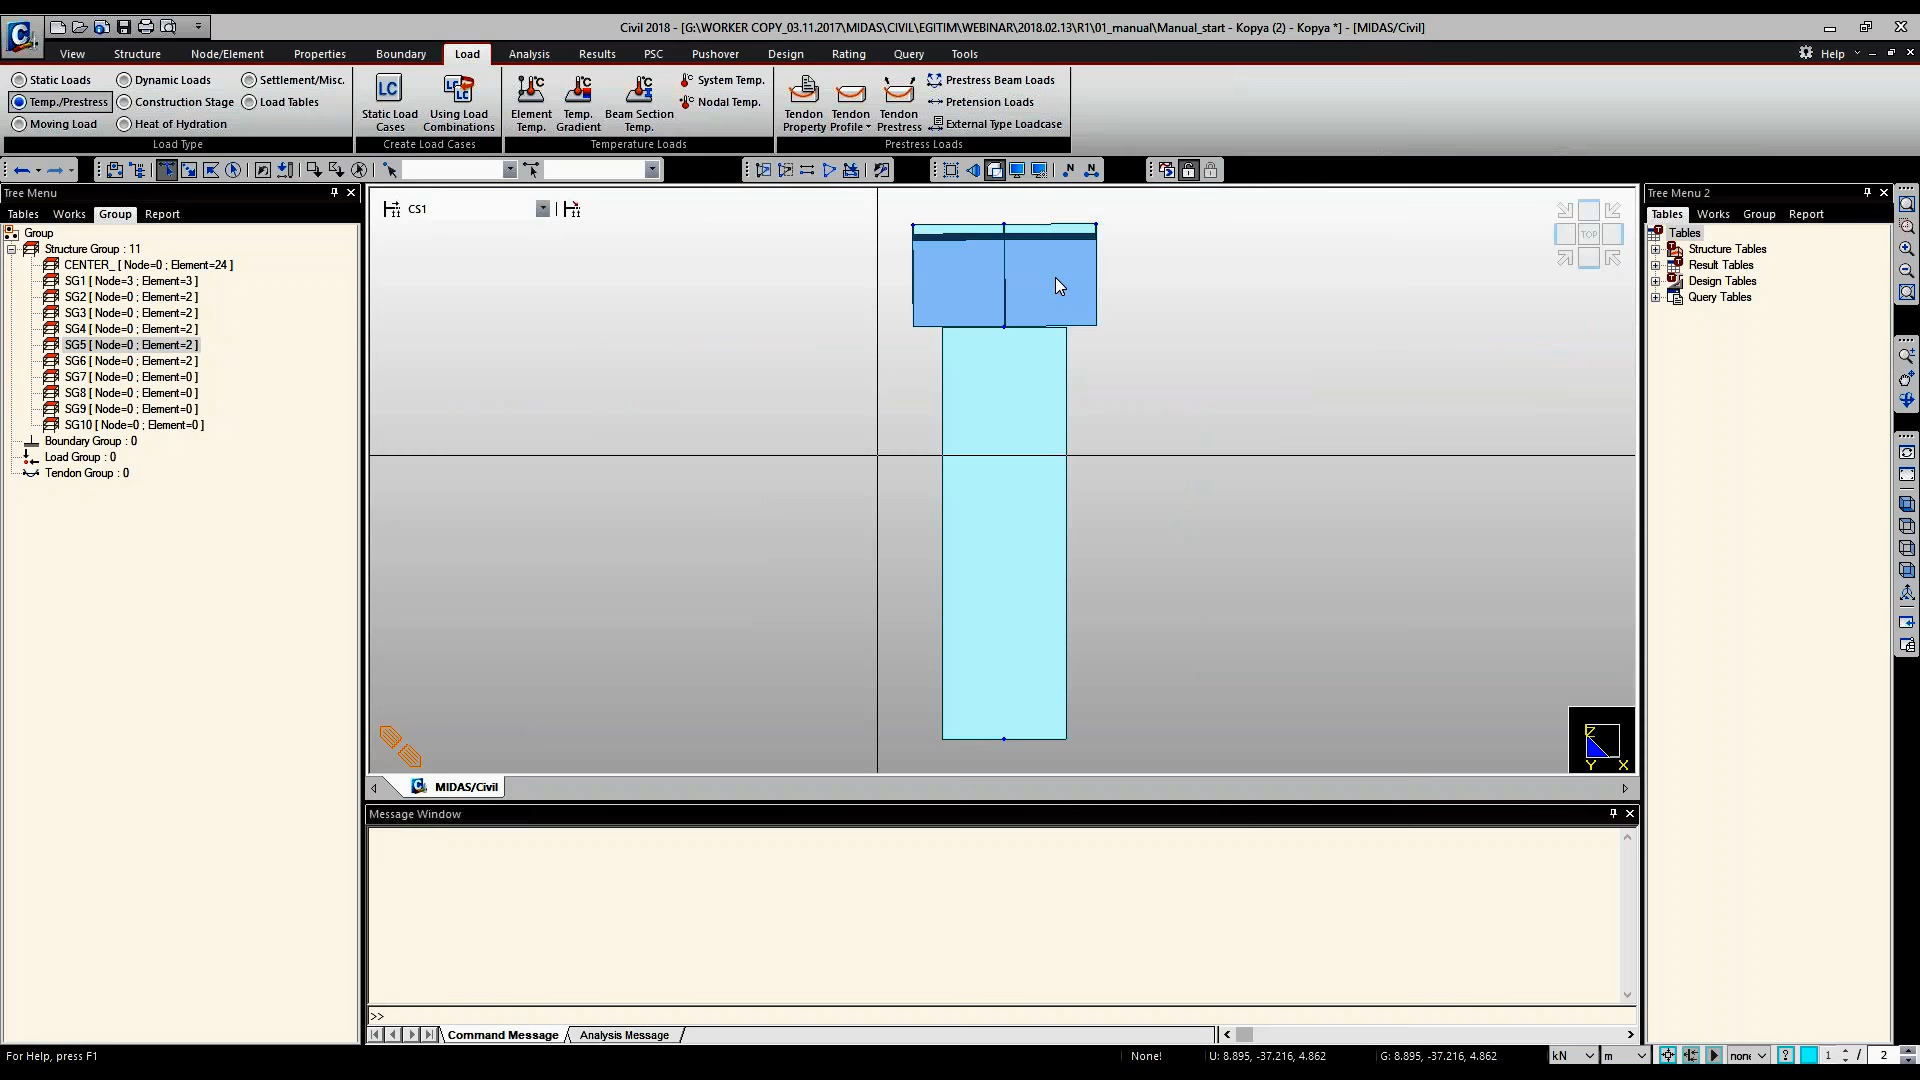 Civil 2018 - [G:\WORKER COPY_03.11.2017\MIDAS\CIVIL\EGITIM\WEBINAR\2018.02.13\R1\01_manual\Manual_start - Kopya (2) - Kopya *] - [MIDAS/Civil]
View Structure Node/Element Properties Boundary Load Analysis Results PSC Pushover Design Rating Query Tools Help
Static Loads Dynamic Loads Settlement/Misc.
Temp./Prestress Construction Stage Load Tables
Moving Load Heat of Hydration
Load Type
LC
Static Load Cases
LC
Using Load Combinations
Create Load Cases
Element Temp.
Temp. Gradient
Beam Section Temp.
System Temp.
Nodal Temp.
Temperature Loads
Tendon Property
Tendon Profile
Tendon Prestress
Prestress Beam Loads
Pretension Loads
External Type Loadcase
Prestress Loads
Tree Menu
Tables Works Group Report
Group
Structure Group : 11
CENTER_ [ Node=0 ; Element=24 ]
SG1 [ Node=3 ; Element=3 ]
SG2 [ Node=0 ; Element=2 ]
SG3 [ Node=0 ; Element=2 ]
SG4 [ Node=0 ; Element=2 ]
SG5 [ Node=0 ; Element=2 ]
SG6 [ Node=0 ; Element=2 ]
SG7 [ Node=0 ; Element=0 ]
SG8 [ Node=0 ; Element=0 ]
SG9 [ Node=0 ; Element=0 ]
SG10 [ Node=0 ; Element=0 ]
Boundary Group : 0
Load Group : 0
Tendon Group : 0
CS1
TOP
Z
Y X
MIDAS/Civil
Message Window
>>
Command Message Analysis Message
Tree Menu 2
Tables Works Group Report
Tables
Structure Tables
Result Tables
Design Tables
Query Tables
For Help, press F1
None!
U: 8.895, -37.216, 4.862
G: 8.895, -37.216, 4.862
kN m none ? 1 / 2